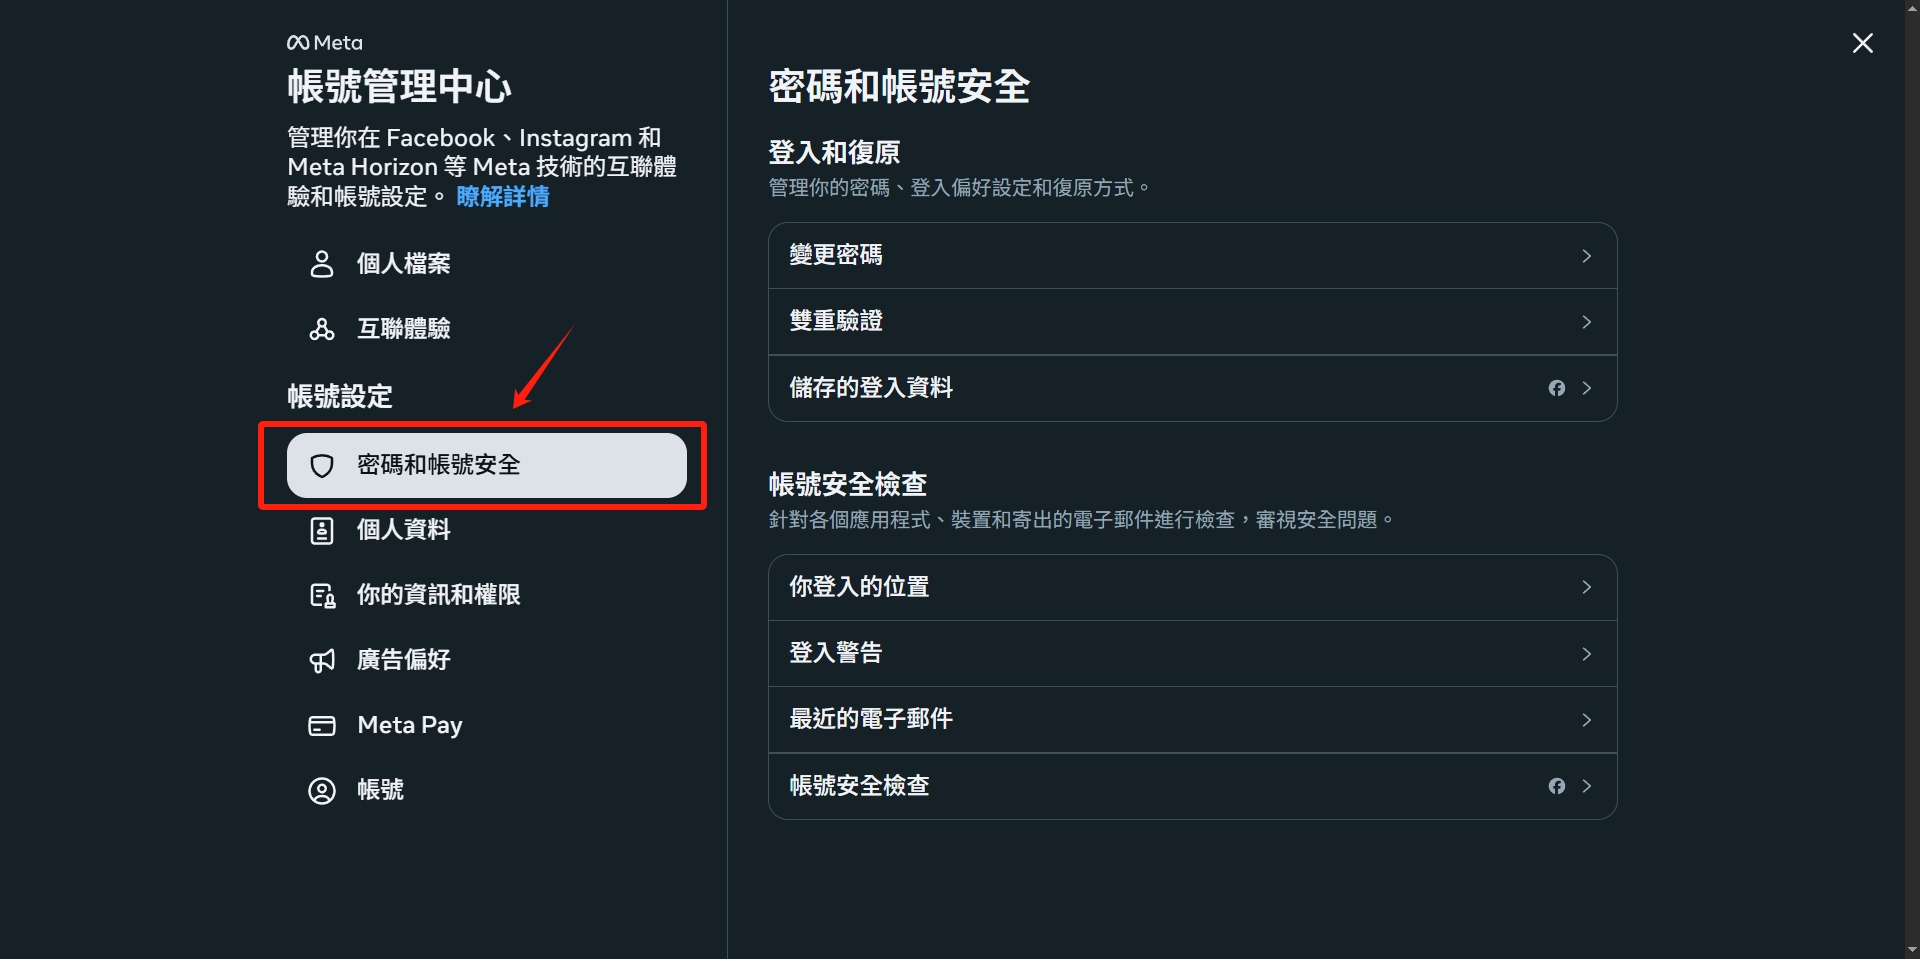 Meta
帳號管理中心
管理你在 Facebook、Instagram 和
Meta Horizon 等 Meta 技術的互聯體
驗和帳號設定。 瞭解詳情
個人檔案
互聯體驗
帳號設定
密碼和帳號安全
個人資料
你的資訊和權限
廣告偏好
Meta Pay
帳號
密碼和帳號安全
登入和復原
管理你的密碼、登入偏好設定和復原方式。
變更密碼
雙重驗證
儲存的登入資料
帳號安全檢查
針對各個應用程式、裝置和寄出的電子郵件進行檢查，審視安全問題。
你登入的位置
登入警告
最近的電子郵件
帳號安全檢查